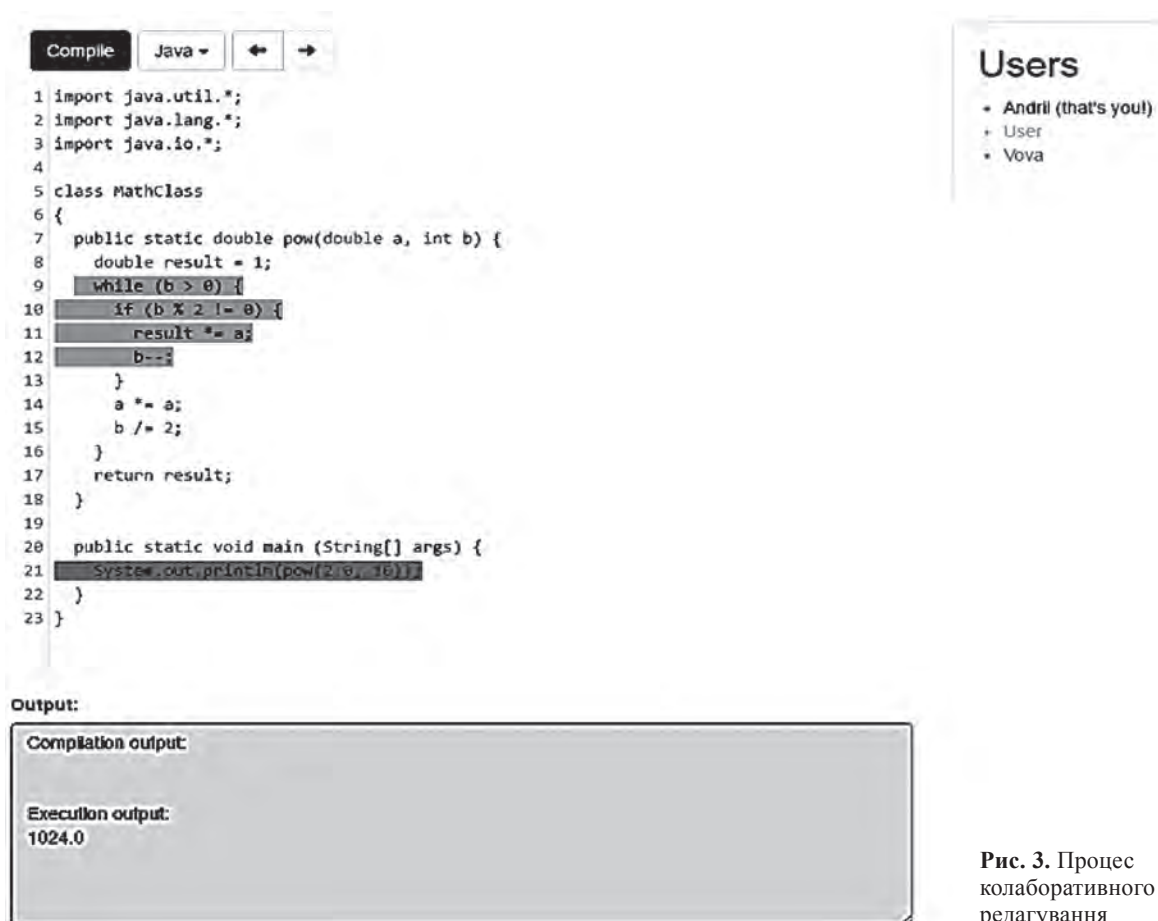 Compile Java
Users
Andrii (that's you!)
User
Vova
1 import java.util.*;
2 import java.lang.*;
3 import java.io.*;
4
5 class MathClass
6 {
7 public static double pow(double a, int b) {
8 double result = 1;
9 while (b > 0) {
10 if (b % 2 != 0) {
11 result *= a;
12 b--;
13 }
14 a *= a;
15 b /= 2;
16 }
17 return result;
18 }
19
20 public static void main (String[] args) {
21 System.out.println(pow(2.0,
22 }
23 }
Output:
Compilation output:
Execution output:
1024.0
Рис. 3. Процес
колаборативного
редагування